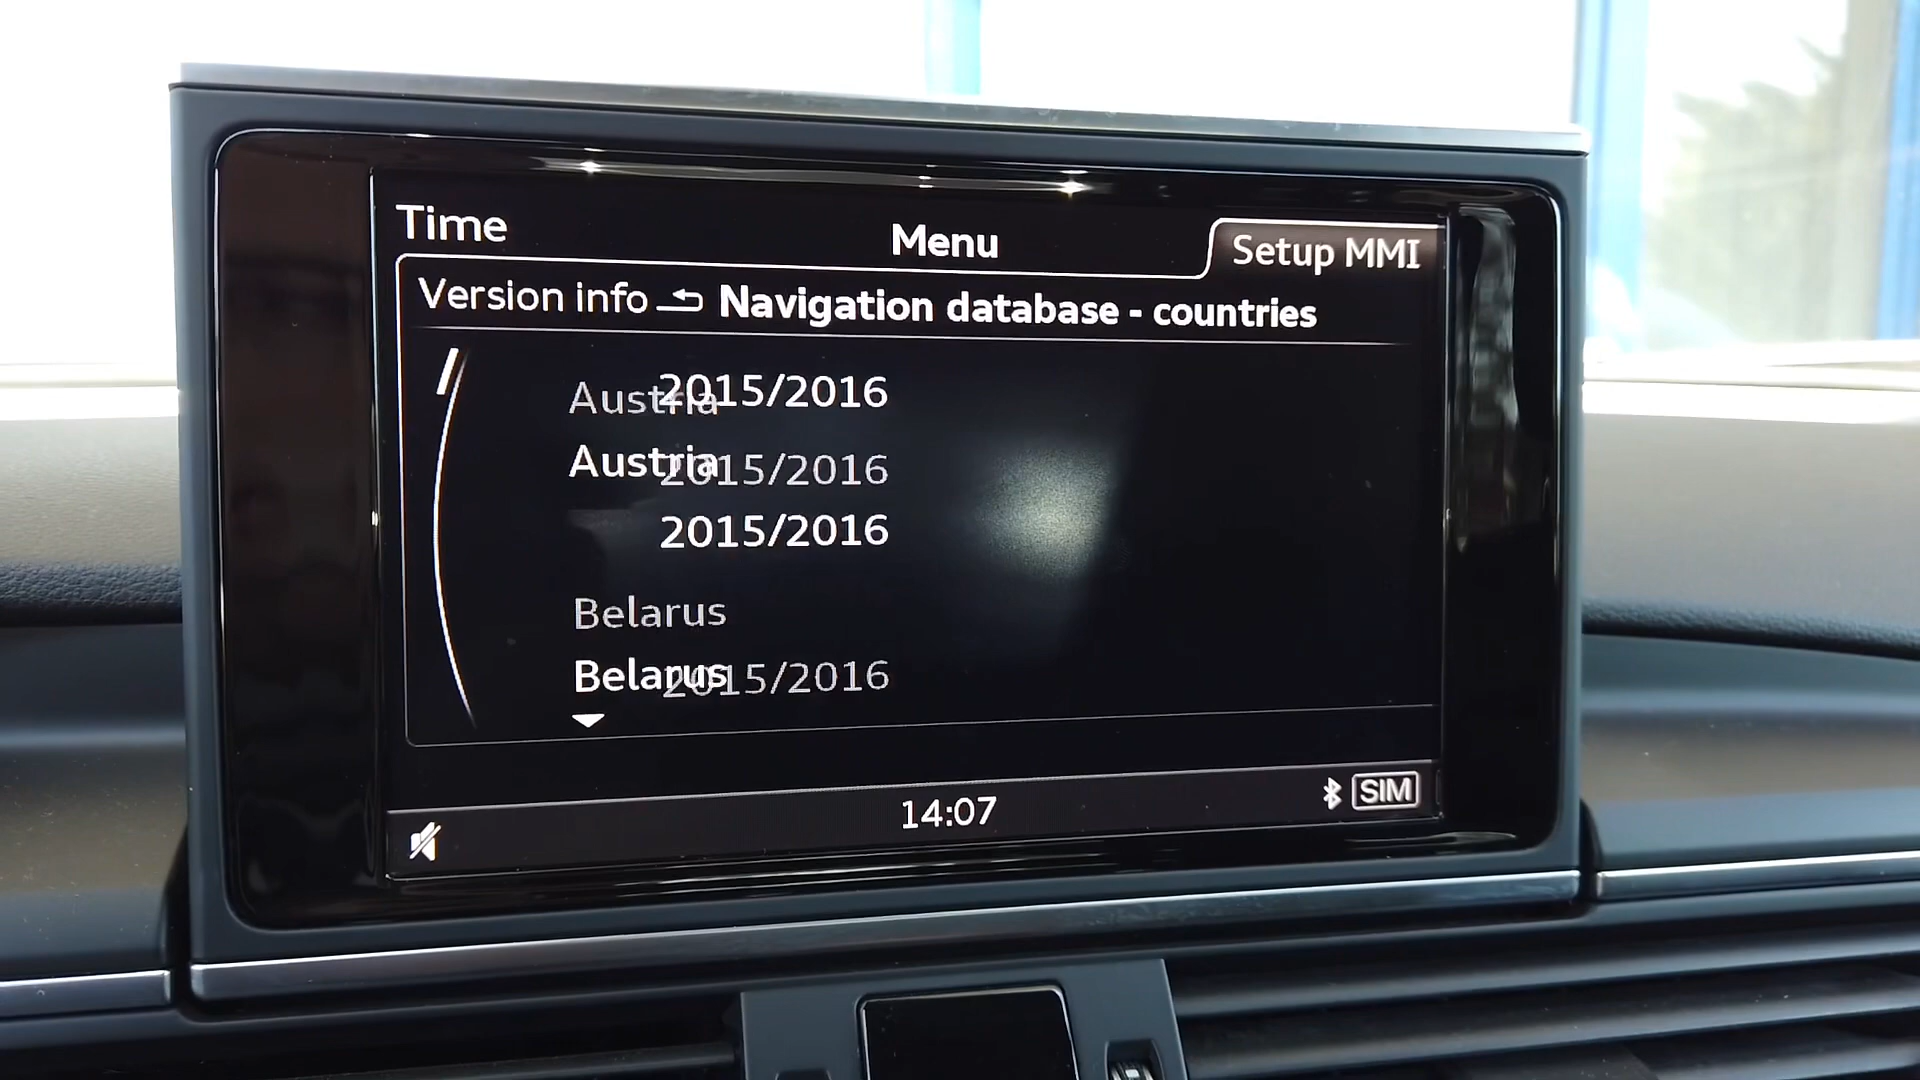 Time
Menu
Setup MMI
Version info Navigation database - countries
Austria 2015/2016
Austria 2015/2016
2015/2016
Belarus
Belarus 2015/2016
14:07
SIM